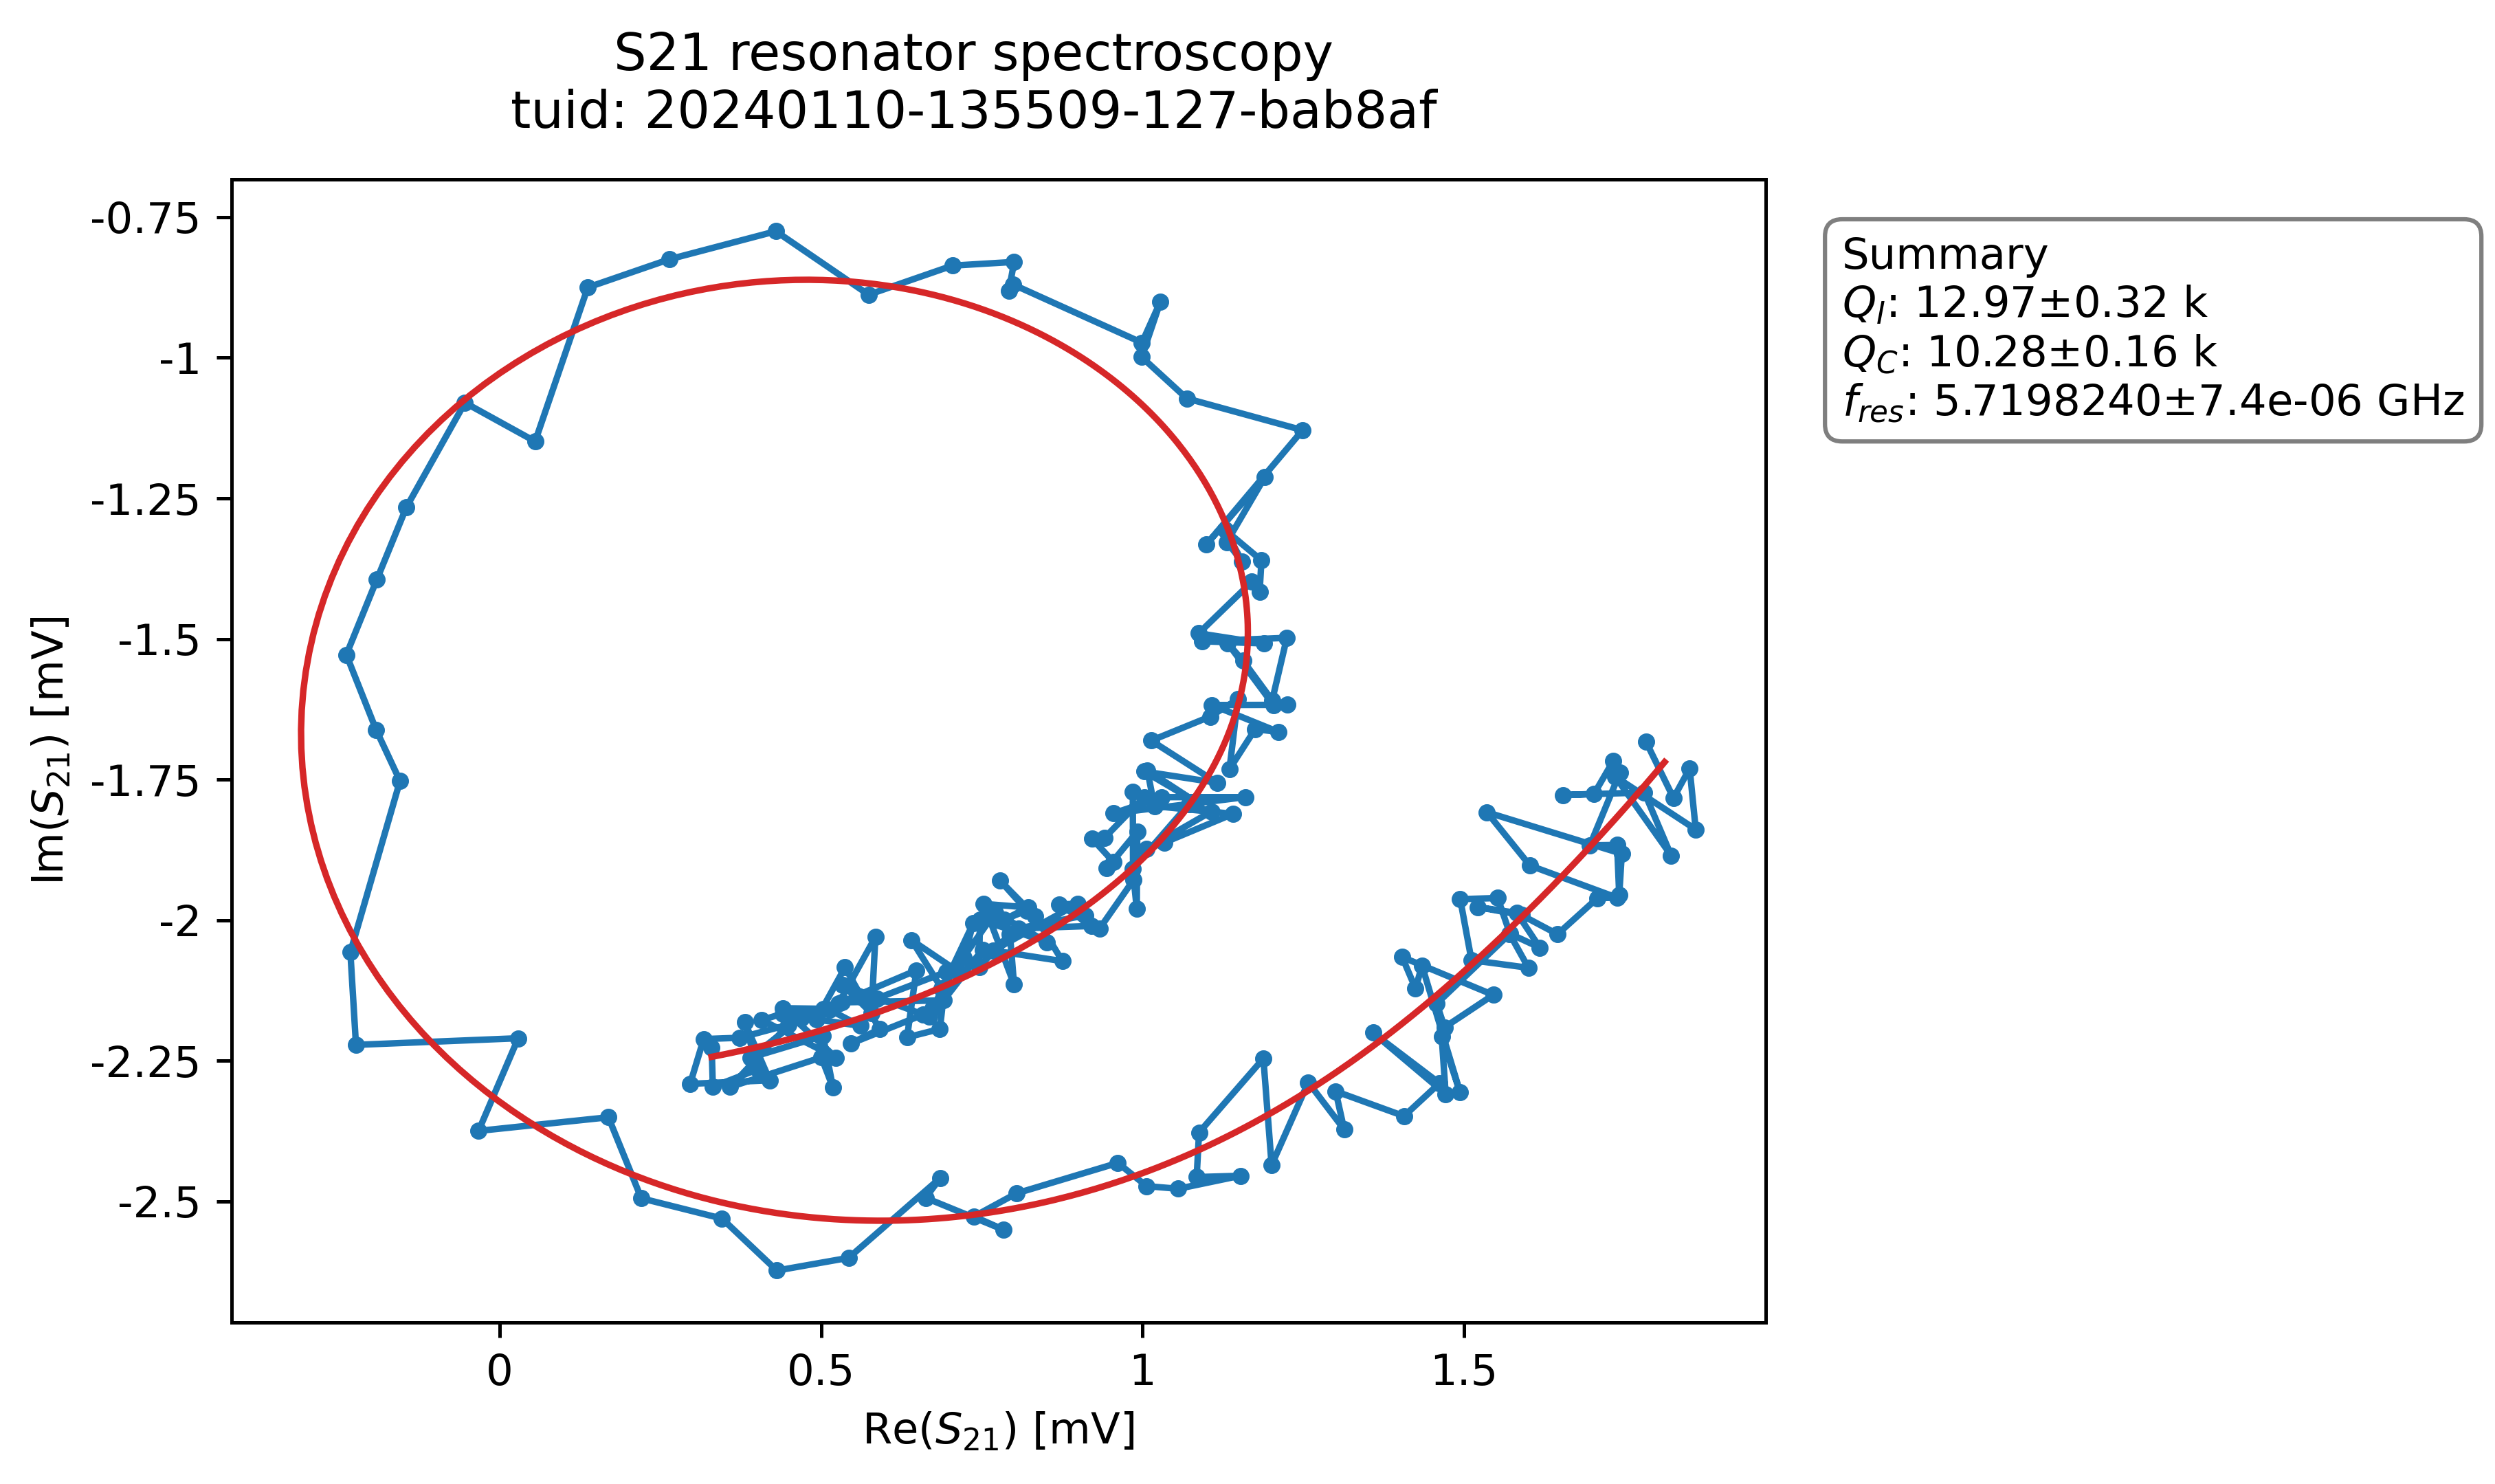 S21 resonator spectroscopy
tuid: 20240110-135509-127-bab8af
-0.75
-1
-1.25
-1.5
-1.75
-2
-2.25
-2.5
Im(S21) [mV]
0
0.5
1
1.5
Re(S21) [mV]
Summary
QI: 12.97±0.32 k
QC: 10.28±0.16 k
fres: 5.7198240±7.4e-06 GHz